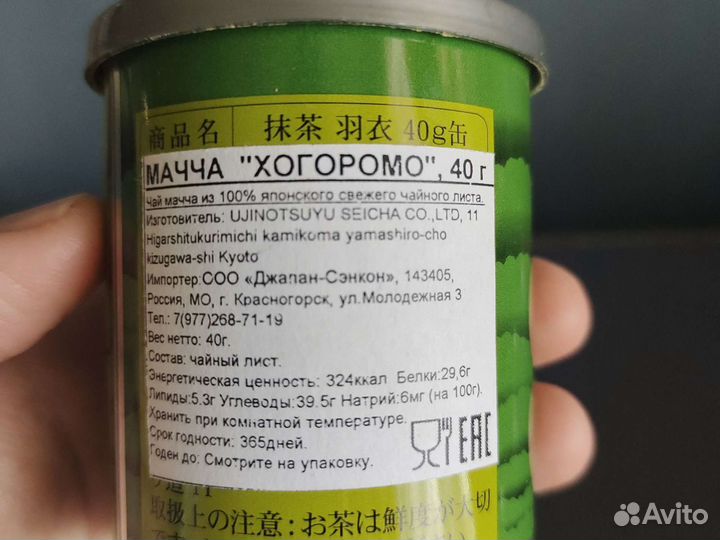 商品名 抹茶 羽衣 40g缶
МАЧЧА "ХОГОРОМО", 40 г
Чай мачча из 100% японского свежего чайного листа.
Изготовитель: UJINOTSUYU SEICHA CO.,LTD, 11
Higarshitukurimichi kamikoma yamashiro-cho
kizugawa-shi Kyoto
Импортер:СОО «Джапан-Сэнкон», 143405,
Россия, МО, г. Красногорск, ул.Молодежная 3
Тел.: 7(977)268-71-19
Вес нетто: 40г.
Состав: чайный лист.
Энергетическая ценность: 324ккал Белки:29,6г
Липиды:5.3г Углеводы:39.5г Натрий:6мг (на 100г).
Хранить при комнатной температуре.
Срок годности: 365дней.
Годен до: Смотрите на упаковку.
EAC
取扱上の注意:お茶は鮮度が大切
Avito